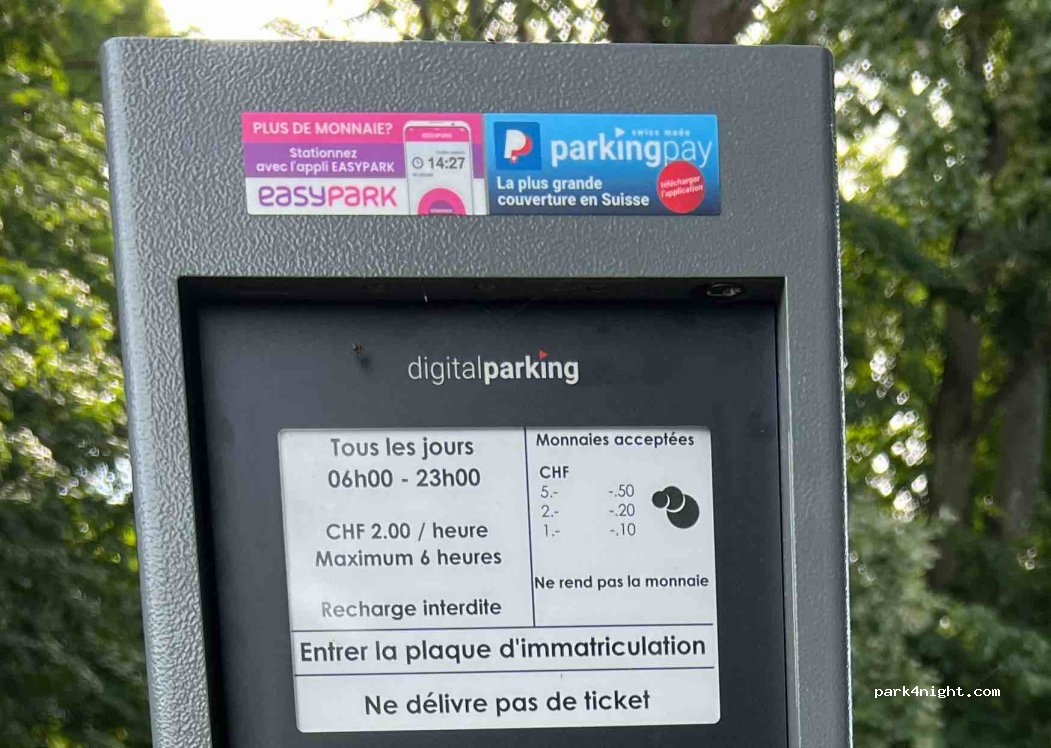 PLUS DE MONNAIE?
Stationnez
avec l'appli EASYPARK
easyPARK
14:27
swiss made
parkingpay
La plus grande
couverture en Suisse
télécharger
l'application
digitalparking
Tous les jours
06h00 - 23h00
CHF 2.00 / heure
Maximum 6 heures
Recharge interdite
Monnaies acceptées
CHF
5.- -.50
2.- -.20
1.- -.10
Ne rend pas la monnaie
Entrer la plaque d'immatriculation
Ne délivre pas de ticket
park4night.com